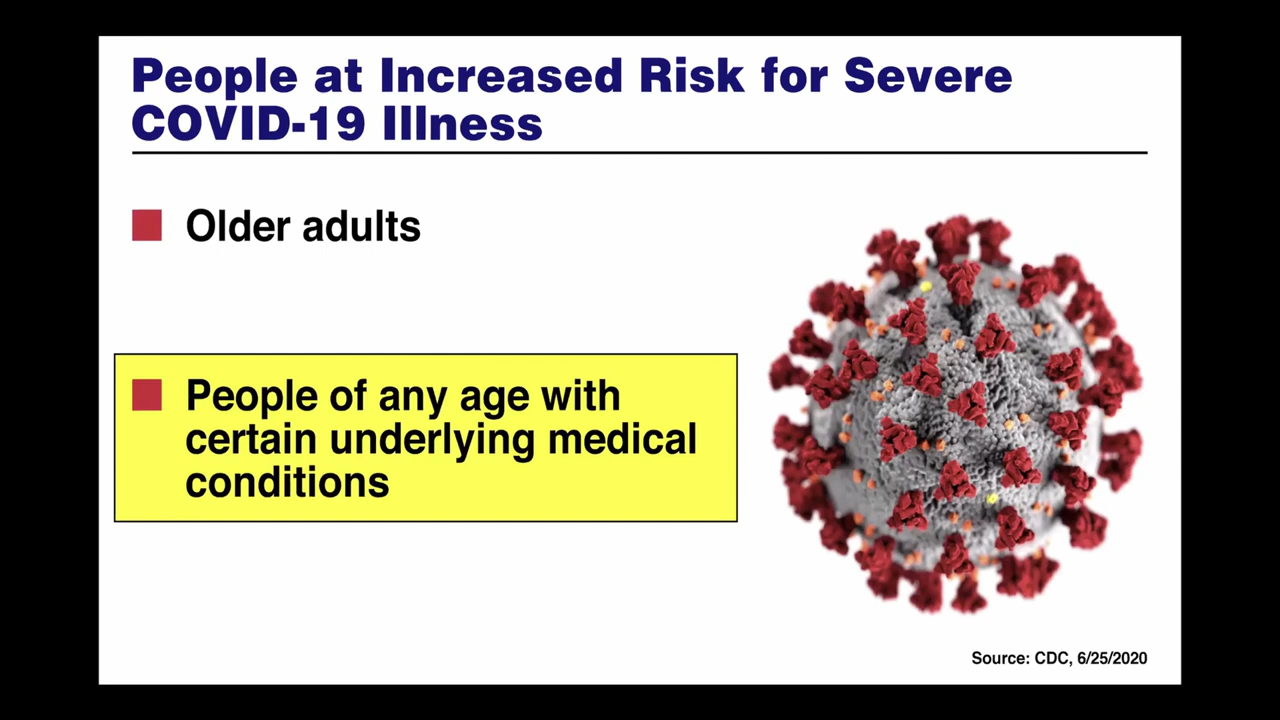 People at Increased Risk for Severe
COVID-19 Illness
Older adults
People of any age with
certain underlying medical
conditions
Source: CDC, 6/25/2020